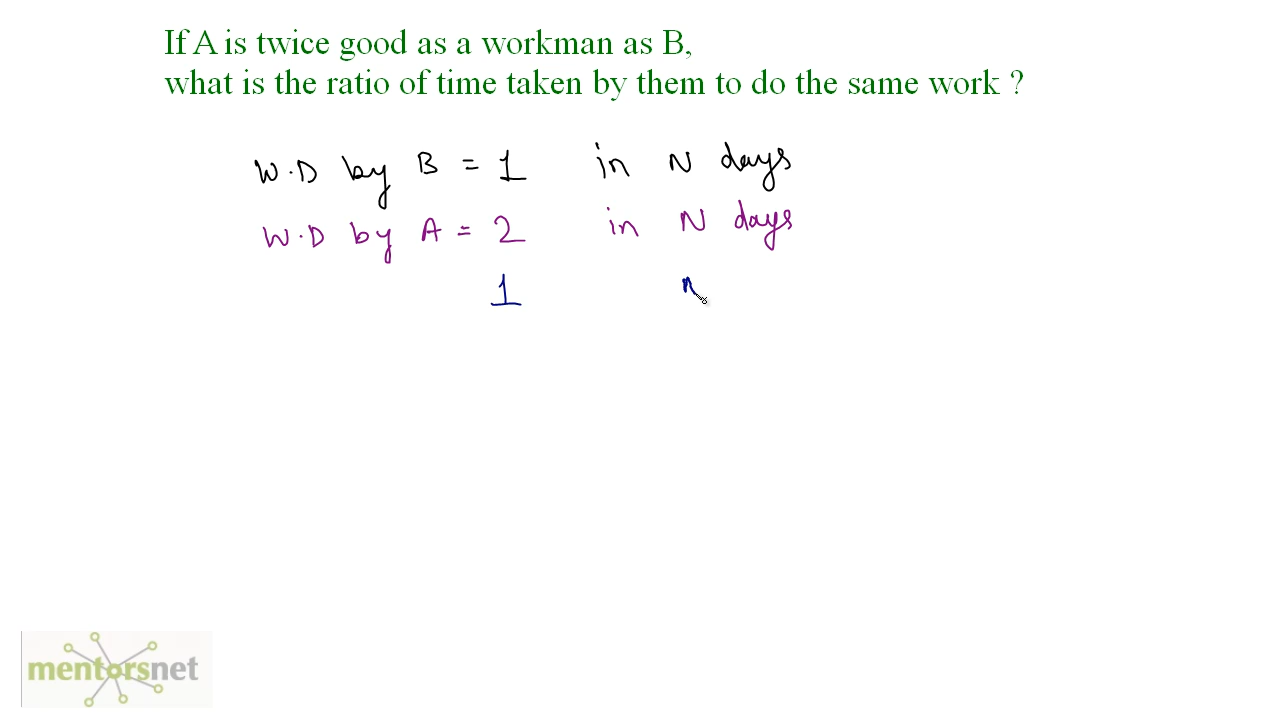 If A is twice good as a workman as B,
what is the ratio of time taken by them to do the same work ?
W.D by B = 1 in N days
W.D by A = 2 in N days
1 N
mentorsnet